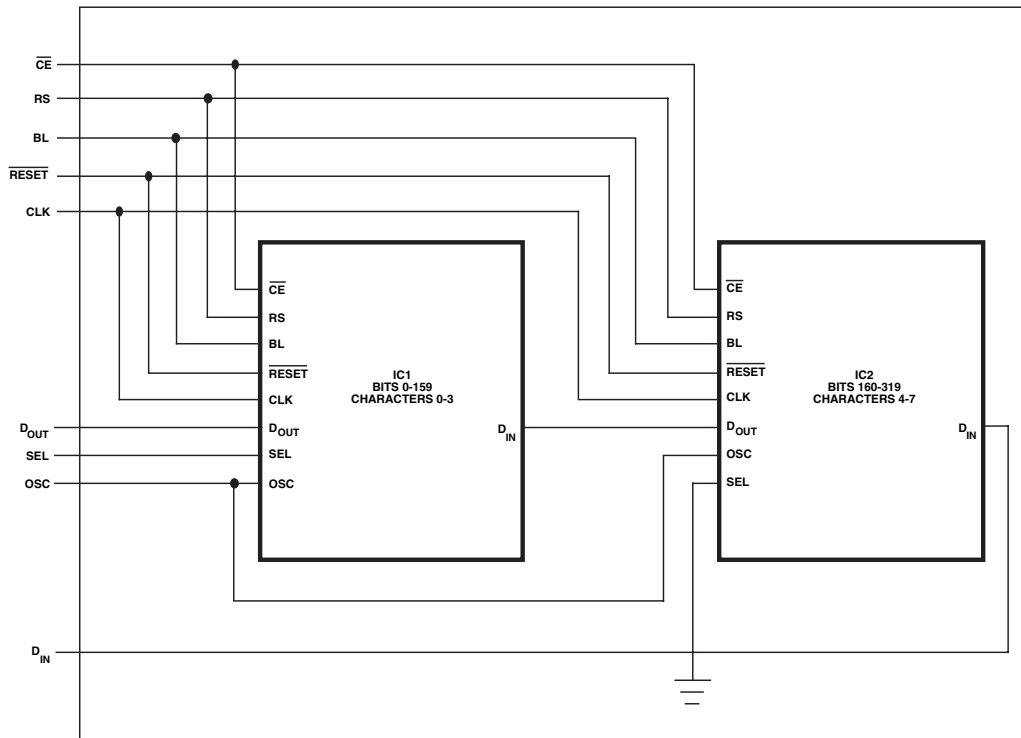 CE
RS
BL
RESET
CLK
DOUT
SEL
OSC
DIN
CE
RS
BL
RESET
CLK
DOUT
SEL
OSC
IC1
BITS 0-159
CHARACTERS 0-3
DIN
CE
RS
BL
RESET
CLK
DOUT
OSC
SEL
IC2
BITS 160-319
CHARACTERS 4-7
DIN